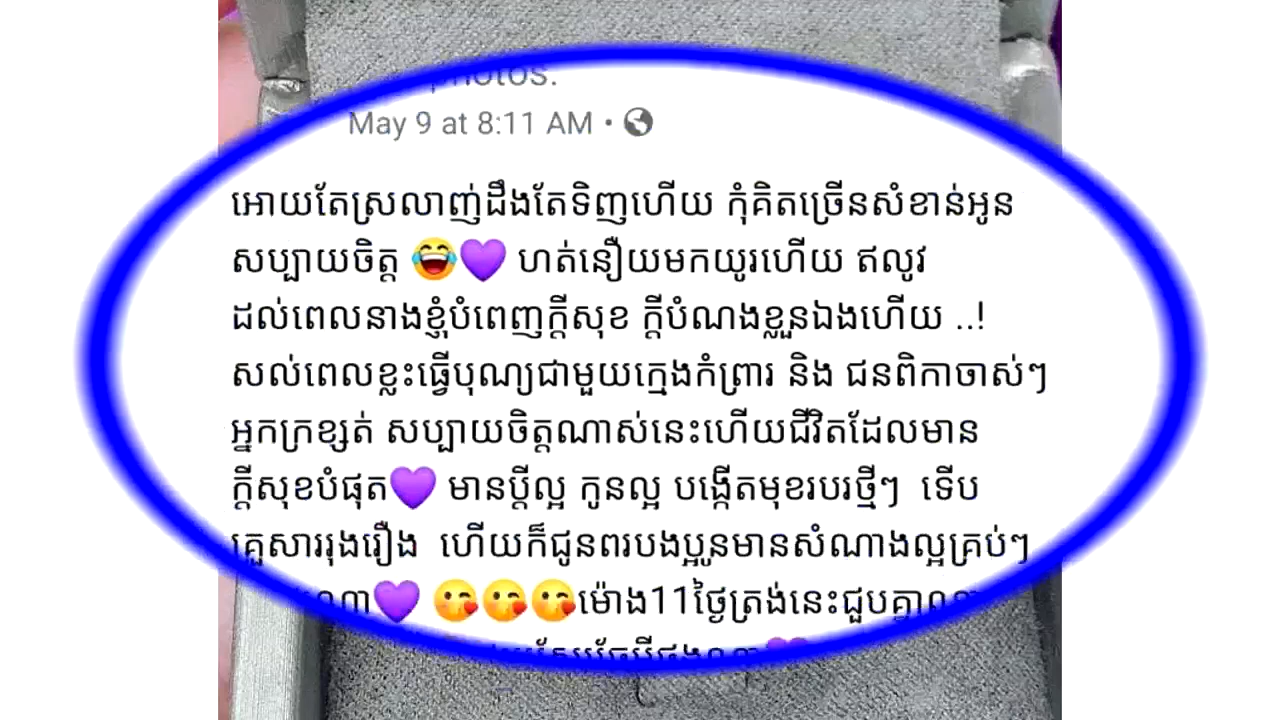 photos.
May 9 at 8:11 AM •
អោយតែស្រលាញ់ដឹងតែទិញហើយ កុំគិតច្រើនសំខាន់អូន
សប្បាយចិត្ត 😂💜 ហត់នឿយមកយូរហើយ ឥលូវ
ដល់ពេលនាងខ្ញុំបំពេញក្ដីសុខ ក្ដីបំណងខ្លួនឯងហើយ ..!
សល់ពេលខ្លះធ្វើបុណ្យជាមួយក្មេងកំព្រារ និង ជនពិកាចាស់ៗ
អ្នកក្រខ្សត់ សប្បាយចិត្តណាស់នេះហើយជីវិតដែលមាន
ក្ដីសុខបំផុត💜 មានប្ដីល្អ កូនល្អ បង្កើតមុខរបរថ្មីៗ ទើប
គ្រួសាររុងរឿង ហើយក៏ជូនពរបងប្អូនមានសំណាងល្អគ្រប់ៗ
💜 😘😘😘ម៉ោង11ថ្ងៃត្រង់នេះជួបគ្នា